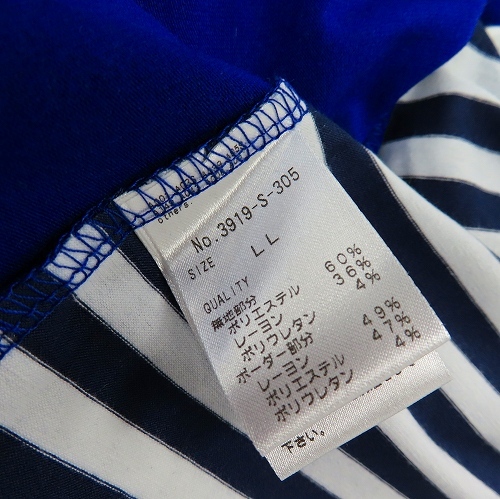 others.
No.3919-S-305
SIZE LL
QUALITY
無地部分
ポリエステル 60%
レーヨン 36%
ポリウレタン 4%
ボーダー部分
レーヨン 49%
ポリエステル 47%
ポリウレタン 4%
下さい。